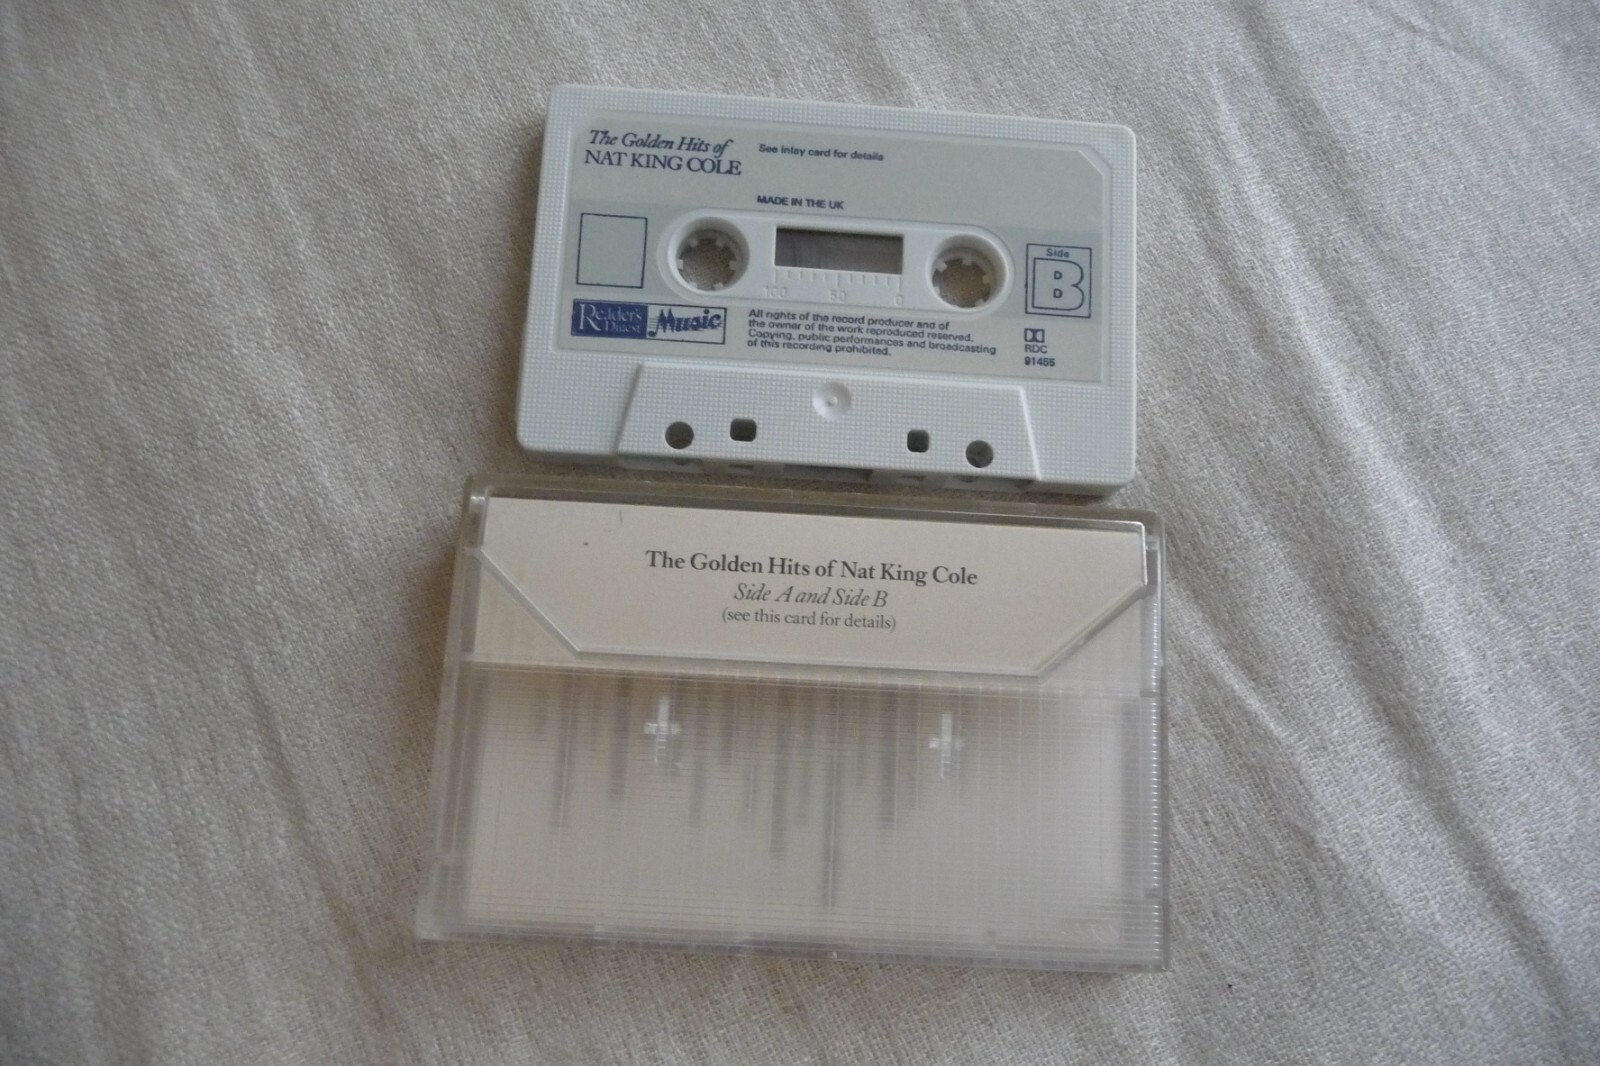 The Golden Hits of
NAT KING COLE
See inlay card for details
MADE IN THE UK
Side
B
D
D
100 50 0
Reader's
Digest
Music
All rights of the record producer and of
the owner of the work reproduced reserved.
Copying, public performances and broadcasting
of this recording prohibited.
RDC
91455
The Golden Hits of Nat King Cole
Side A and Side B
(see this card for details)